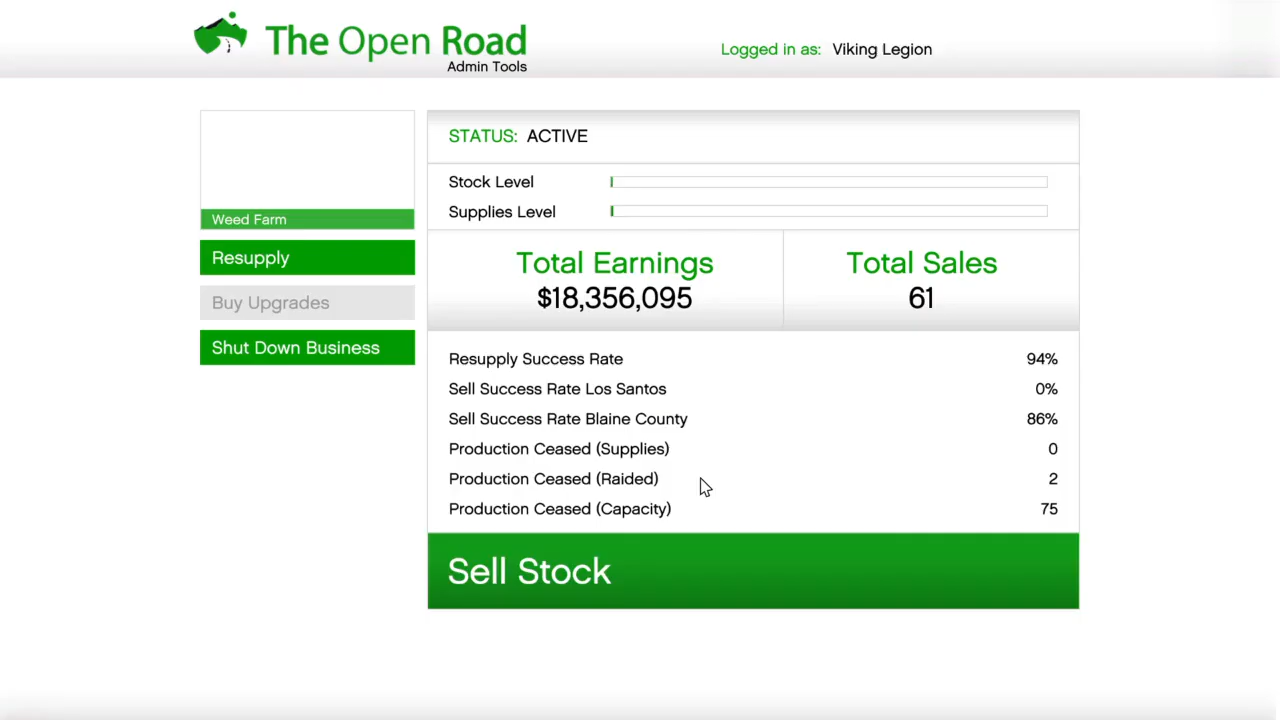 The Open Road
Admin Tools
Logged in as: Viking Legion
Weed Farm
Resupply
Buy Upgrades
Shut Down Business
STATUS: ACTIVE
Stock Level
Supplies Level
Total Earnings
$18,356,095
Total Sales
61
Resupply Success Rate 94%
Sell Success Rate Los Santos 0%
Sell Success Rate Blaine County 86%
Production Ceased (Supplies) 0
Production Ceased (Raided) 2
Production Ceased (Capacity) 75
Sell Stock